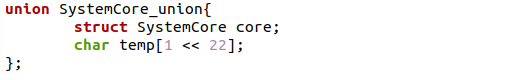 union SystemCore_union{
        struct SystemCore core;
        char temp[1 << 22];
};